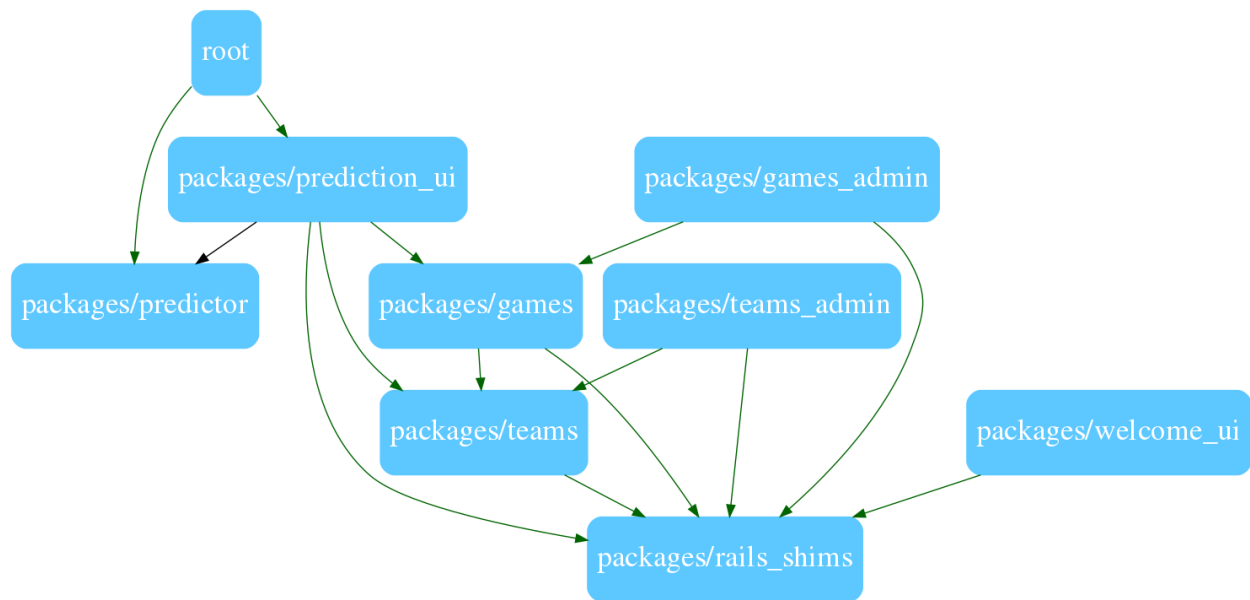 root
packages/prediction_ui
packages/games_admin
packages/predictor
packages/games
packages/teams_admin
packages/teams
packages/welcome_ui
packages/rails_shims